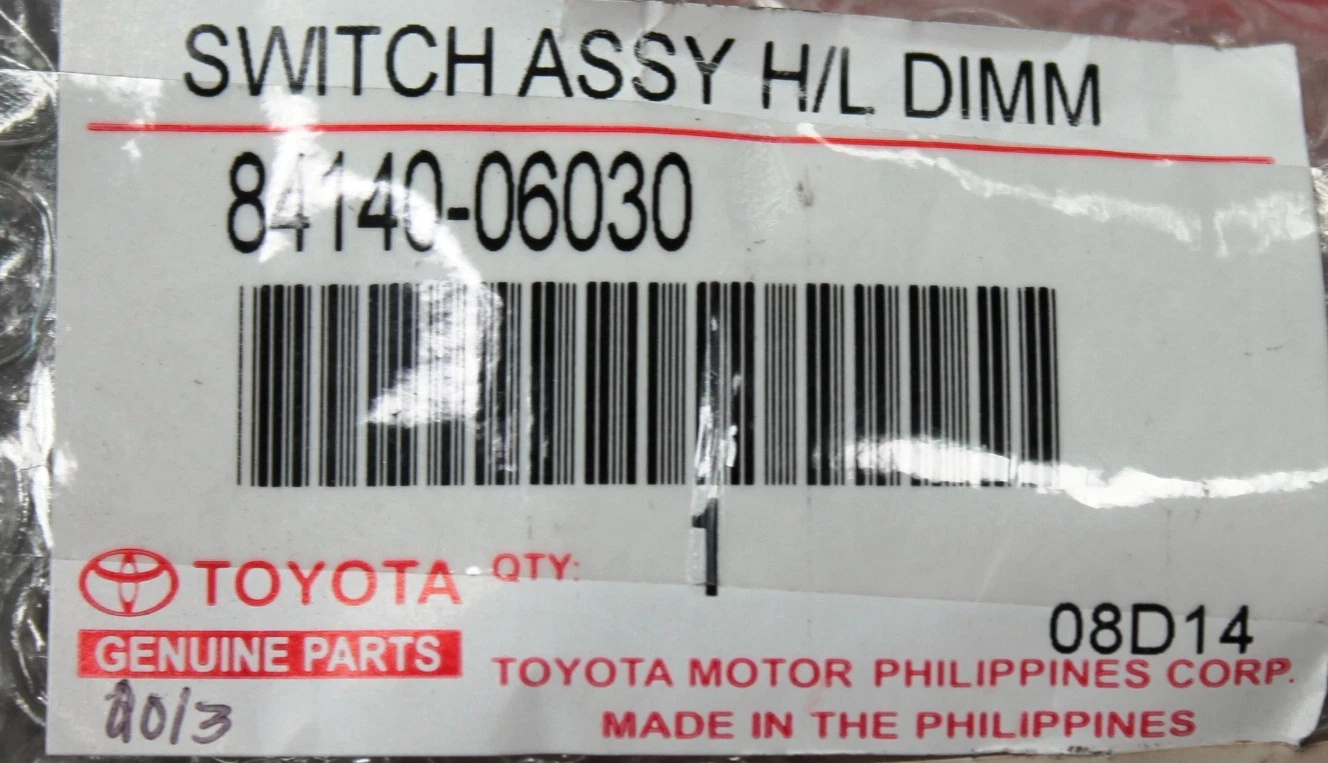 SWITCH ASSY H/L DIMM
84140-06030
QTY: 1
TOYOTA
GENUINE PARTS
08D14
TOYOTA MOTOR PHILIPPINES CORP.
MADE IN THE PHILIPPINES
2013